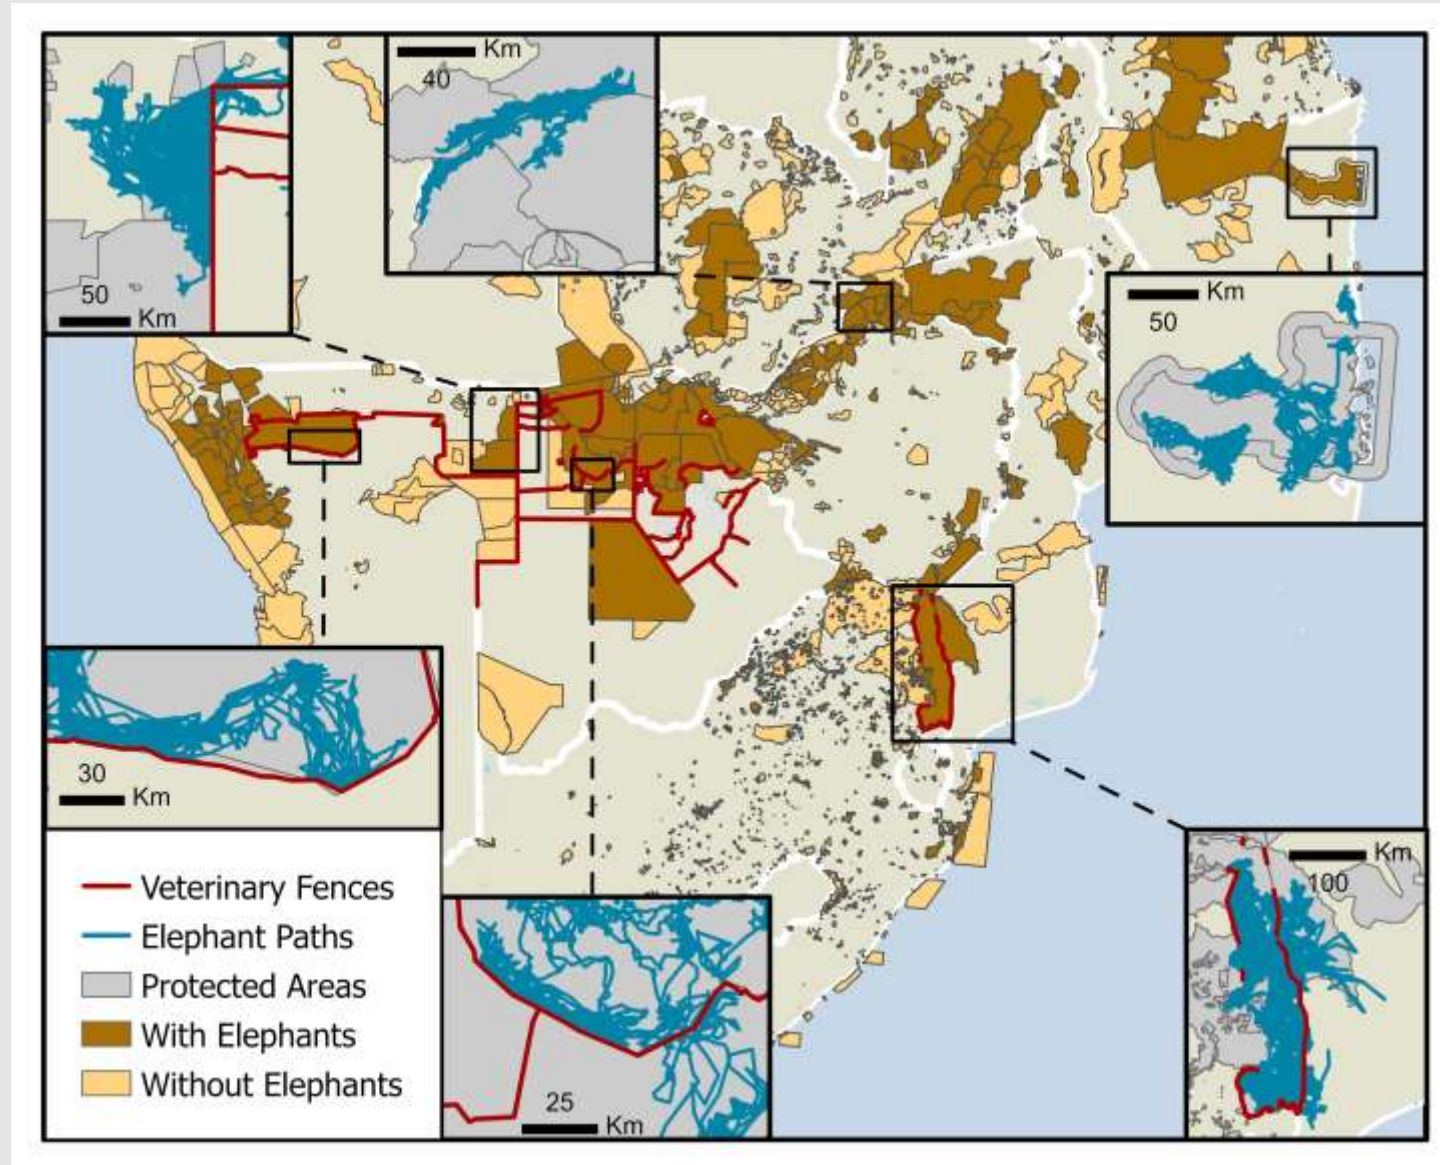 Km
40
50
Km
Km
50
30
Km
Km
100
Veterinary Fences
Elephant Paths
Protected Areas
With Elephants
Without Elephants
25
Km